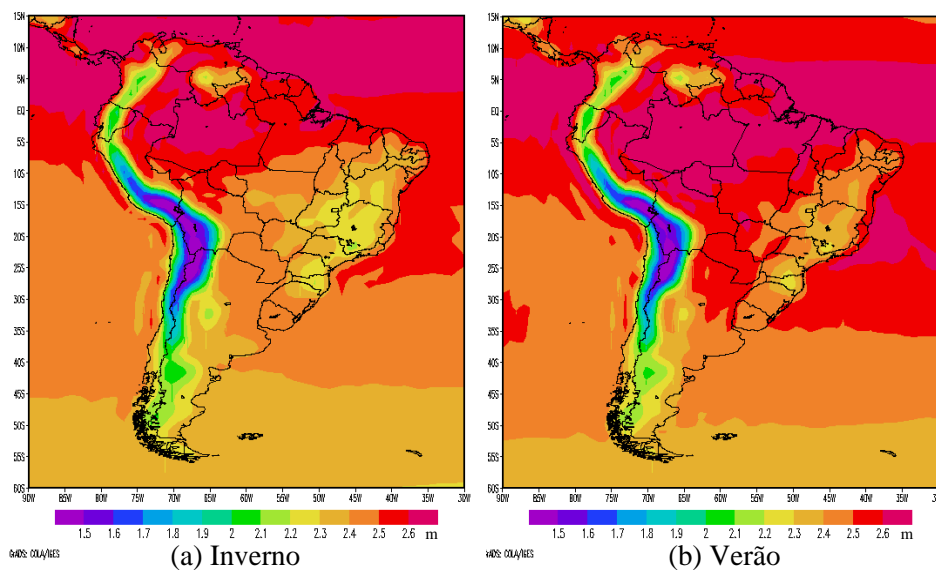 15N
10N
5N
EQ
5S
10S
15S
20S
25S
30S
35S
40S
45S
50S
55S
60S
90W 85W 80W 75W 70W 65W 60W 55W 50W 45W 40W 35W 30W
1.5 1.6 1.7 1.8 1.9 2 2.1 2.2 2.3 2.4 2.5 2.6 m
GrADS: COLA/IGES
(a) Inverno
15N
10N
5N
EQ
5S
10S
15S
20S
25S
30S
35S
40S
45S
50S
55S
60S
90W 85W 80W 75W 70W 65W 60W 55W 50W 45W 40W 35W 30
1.5 1.6 1.7 1.8 1.9 2 2.1 2.2 2.3 2.4 2.5 2.6 m
GrADS: COLA/IGES
(b) Verão